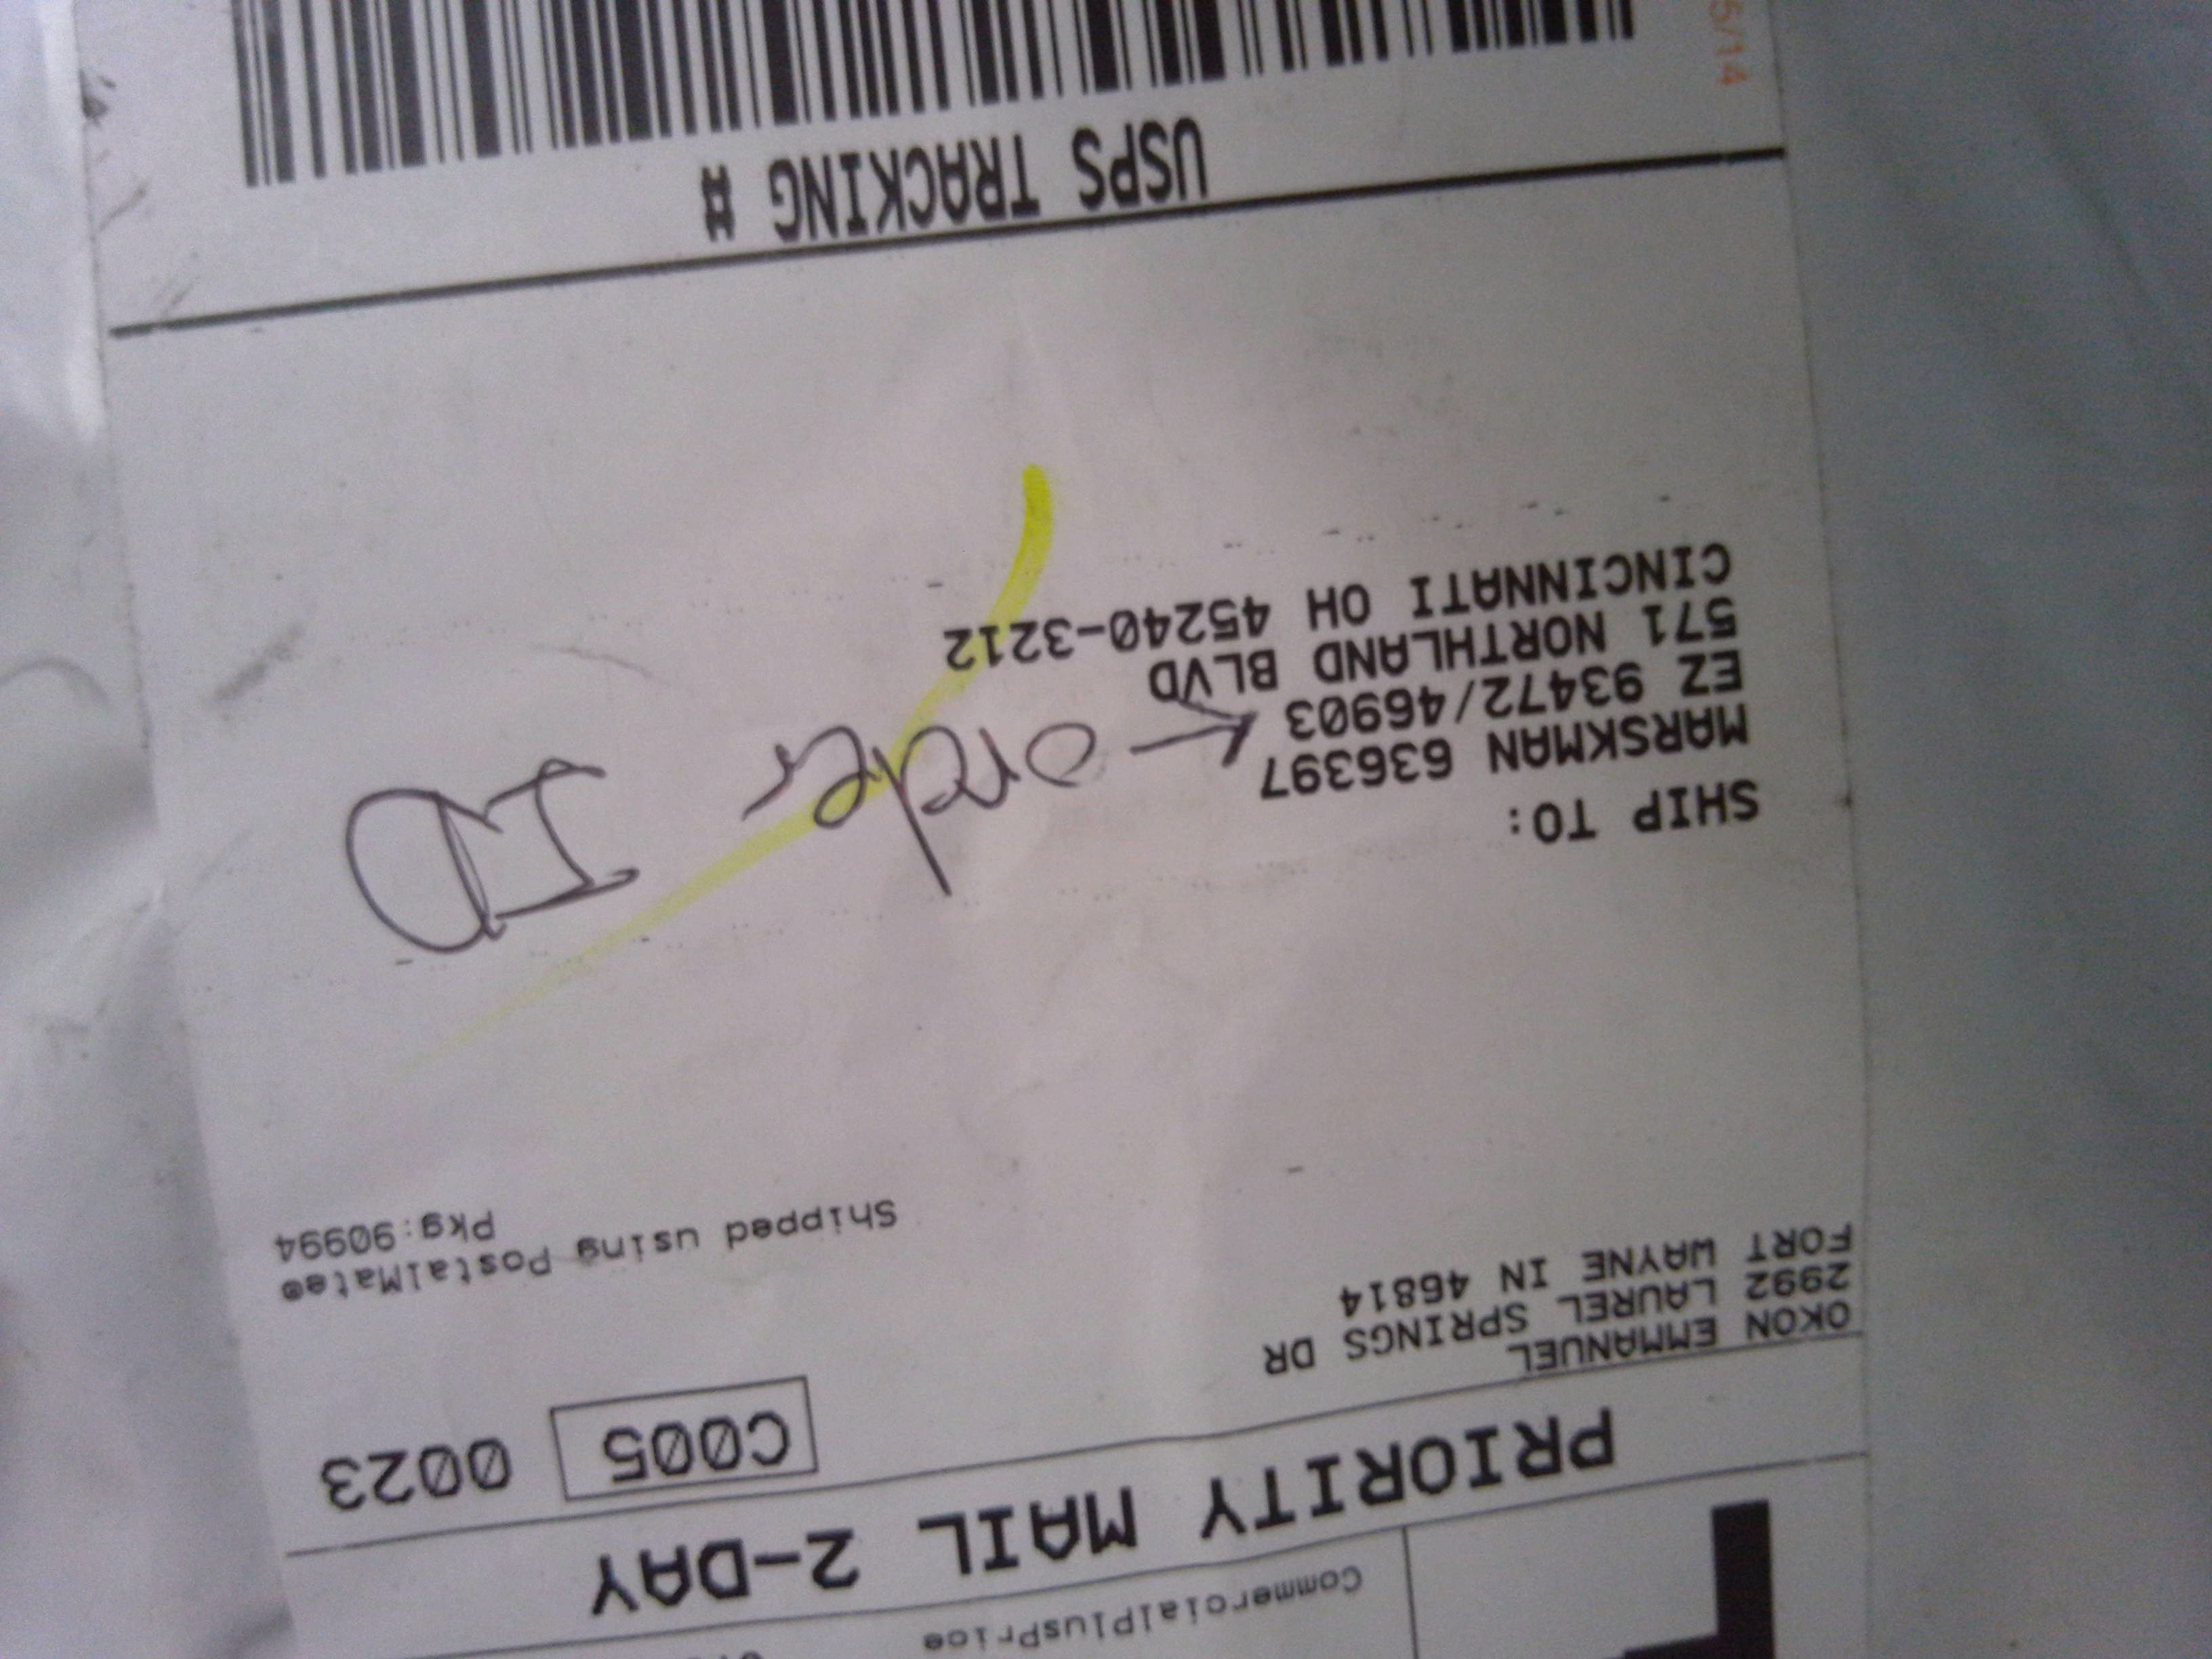 CommercialPlusPrice
PRIORITY MAIL 2-DAY
OKON EMMANUEL
2992 LAUREL SPRINGS DR
FORT WAYNE IN 46814
C005
0023
Shipped using PostalMate®
Pkg:90994
SHIP TO:
MARSKMAN 636397
EZ 93472/46903
571 NORTHLAND BLVD
CINCINNATI OH 45240-3212
order ID
USPS TRACKING #
5/14